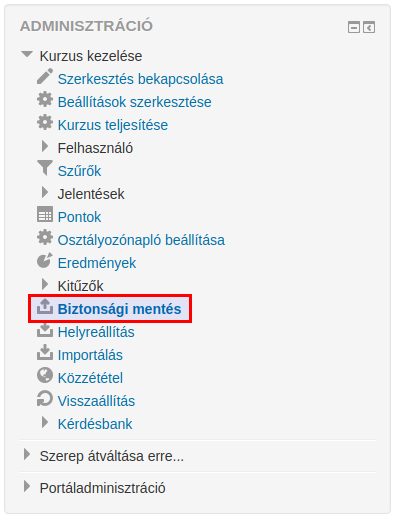 ADMINISZTRÁCIÓ
Kurzus kezelése
Szerkesztés bekapcsolása
Beállítások szerkesztése
Kurzus teljesítése
Felhasználó
Szűrők
Jelentések
Pontok
Osztályozónapló beállítása
Eredmények
Kitűzők
Biztonsági mentés
Helyreállítás
Importálás
Közzététel
Visszaállítás
Kérdésbank
Szerep átváltása erre...
Portáladminisztráció